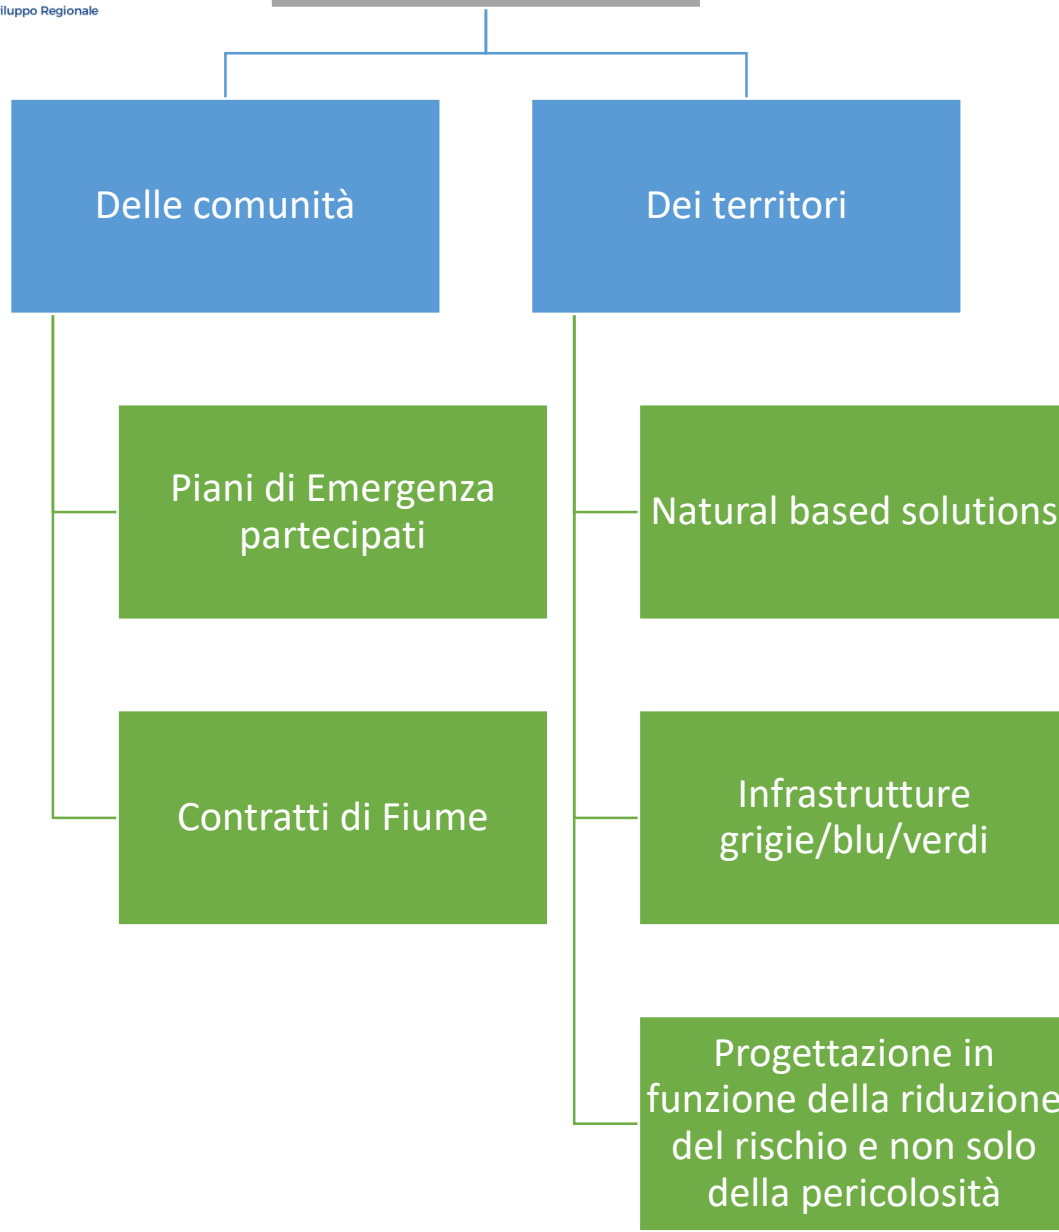 Regionale
Delle comunità
Dei territori
Piani di Emergenza
partecipati
Natural based solutions
Contratti di Fiume
Infrastrutture
grigie/blu/verdi
Progettazione in
funzione della riduzione
del rischio e non solo
della pericolosità